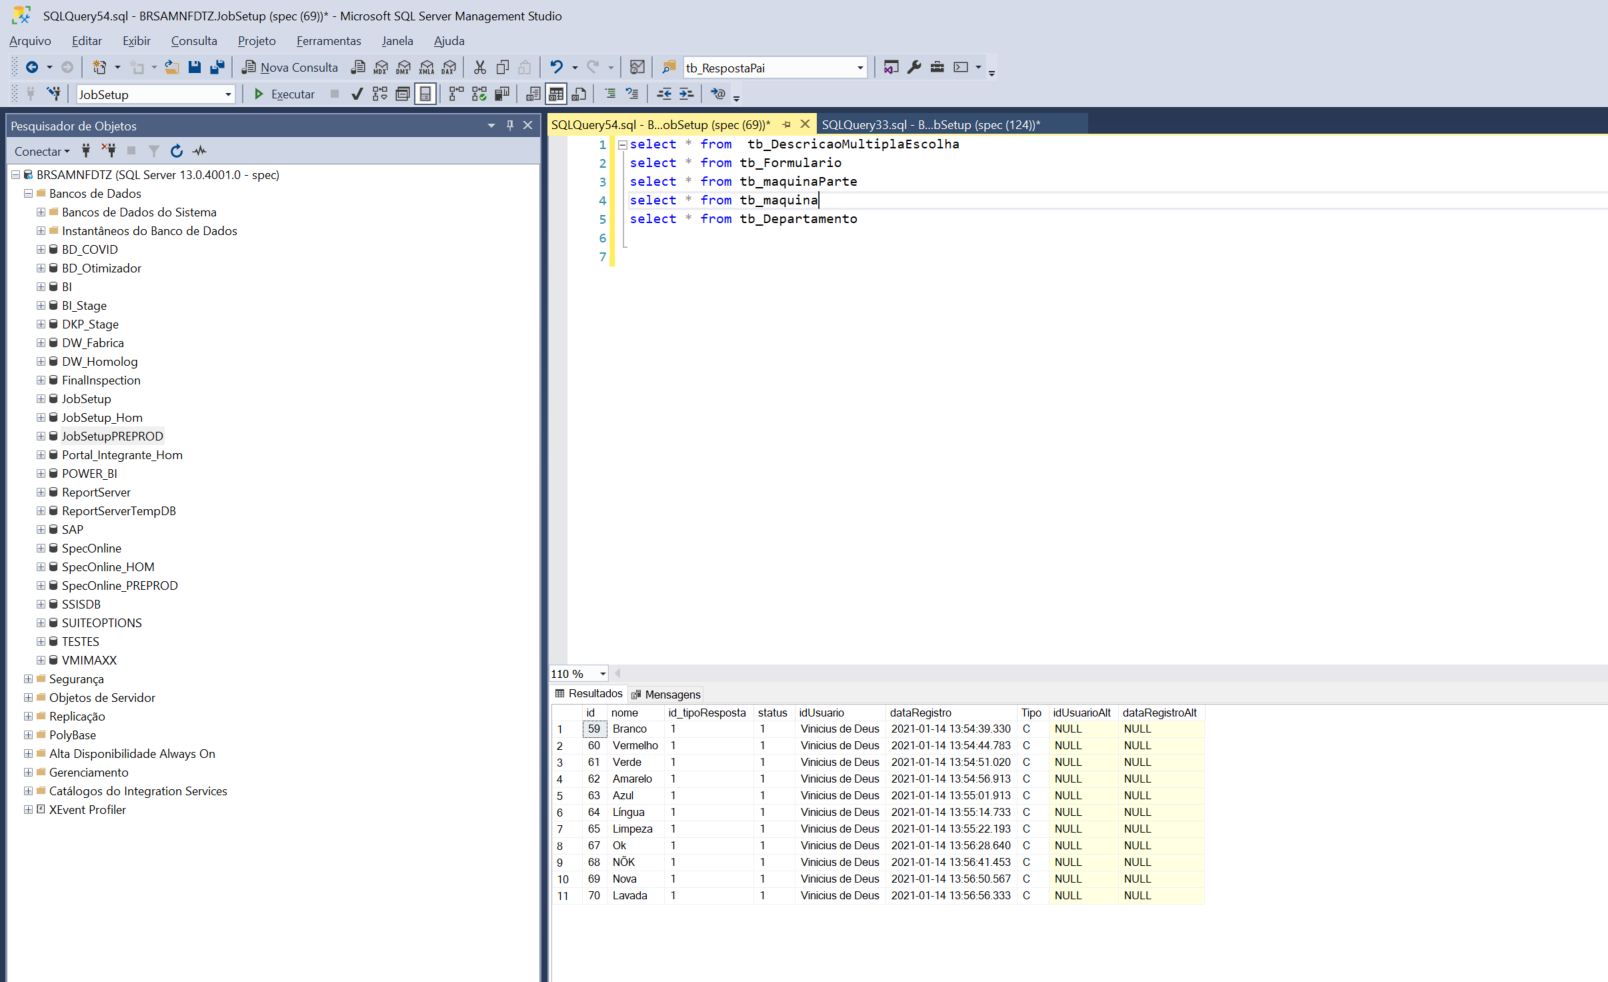 SQLQuery54.sql - BRSAMNFDTZ.JobSetup (spec (69))* - Microsoft SQL Server Management Studio
Arquivo Editar Exibir Consulta Projeto Ferramentas Janela Ajuda
Nova Consulta MDX DMX XMLA DAX tb_RespostaPai
JobSetup Executar
Pesquisador de Objetos
Conectar
BRSAMNFDTZ (SQL Server 13.0.4001.0 - spec)
Bancos de Dados
Bancos de Dados do Sistema
Instantâneos do Banco de Dados
BD_COVID
BD_Otimizador
BI
BI_Stage
DKP_Stage
DW_Fabrica
DW_Homolog
FinalInspection
JobSetup
JobSetup_Hom
JobSetupPREPROD
Portal_Integrante_Hom
POWER_BI
ReportServer
ReportServerTempDB
SAP
SpecOnline
SpecOnline_HOM
SpecOnline_PREPROD
SSISDB
SUITEOPTIONS
TESTES
VMIMAXX
Segurança
Objetos de Servidor
Replicação
PolyBase
Alta Disponibilidade Always On
Gerenciamento
Catálogos do Integration Services
XEvent Profiler
SQLQuery54.sql - B...obSetup (spec (69))* SQLQuery33.sql - B...bSetup (spec (124))*
1 select * from  tb_DescricaoMultiplaEscolha
2 select * from tb_Formulario
3 select * from tb_maquinaParte
4 select * from tb_maquina
5 select * from tb_Departamento
6
7
110 %
Resultados Mensagens
id nome id_tipoResposta status idUsuario dataRegistro Tipo idUsuarioAlt dataRegistroAlt
1 59 Branco 1 1 Vinicius de Deus 2021-01-14 13:54:39.330 C NULL NULL
2 60 Vermelho 1 1 Vinicius de Deus 2021-01-14 13:54:44.783 C NULL NULL
3 61 Verde 1 1 Vinicius de Deus 2021-01-14 13:54:51.020 C NULL NULL
4 62 Amarelo 1 1 Vinicius de Deus 2021-01-14 13:54:56.913 C NULL NULL
5 63 Azul 1 1 Vinicius de Deus 2021-01-14 13:55:01.913 C NULL NULL
6 64 Língua 1 1 Vinicius de Deus 2021-01-14 13:55:14.733 C NULL NULL
7 65 Limpeza 1 1 Vinicius de Deus 2021-01-14 13:55:22.193 C NULL NULL
8 67 Ok 1 1 Vinicius de Deus 2021-01-14 13:56:28.640 C NULL NULL
9 68 NÕK 1 1 Vinicius de Deus 2021-01-14 13:56:41.453 C NULL NULL
10 69 Nova 1 1 Vinicius de Deus 2021-01-14 13:56:50.567 C NULL NULL
11 70 Lavada 1 1 Vinicius de Deus 2021-01-14 13:56:56.333 C NULL NULL